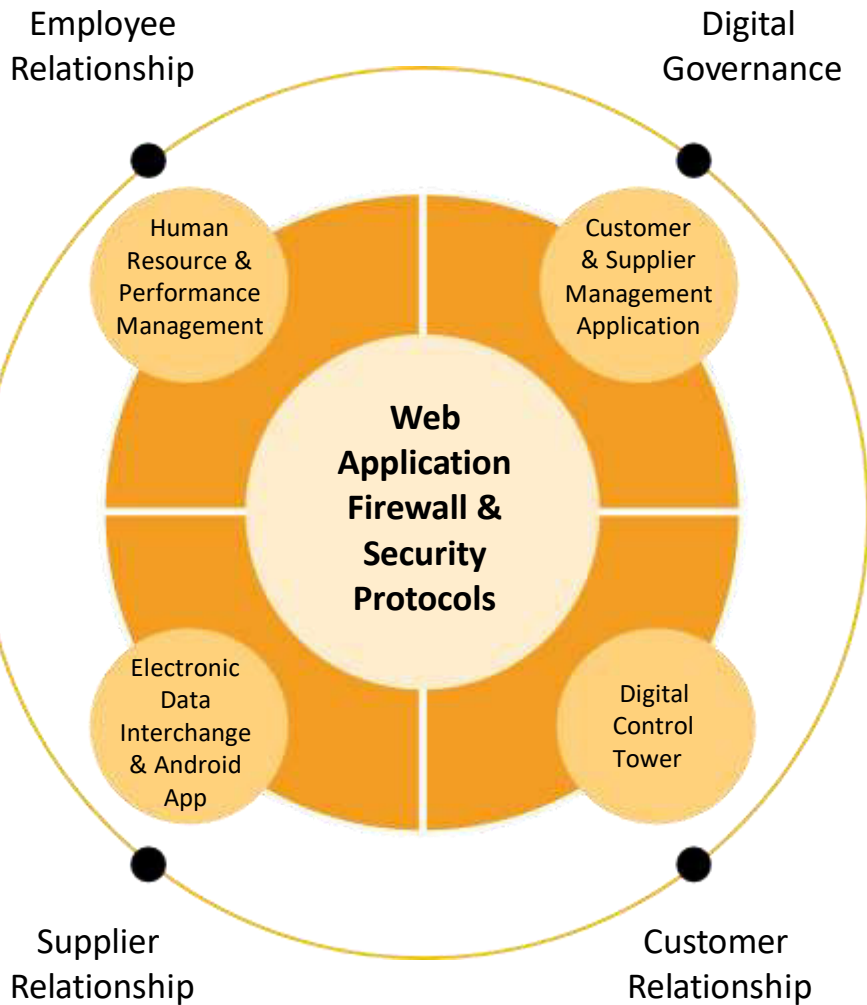 Employee
Relationship
Digital
Governance
Human
Resource &
Performance
Management
Customer
& Supplier
Management
Application
Web
Application
Firewall &
Security
Protocols
Electronic
Data
Interchange
& Android
App
Digital
Control
Tower
Supplier
Relationship
Customer
Relationship